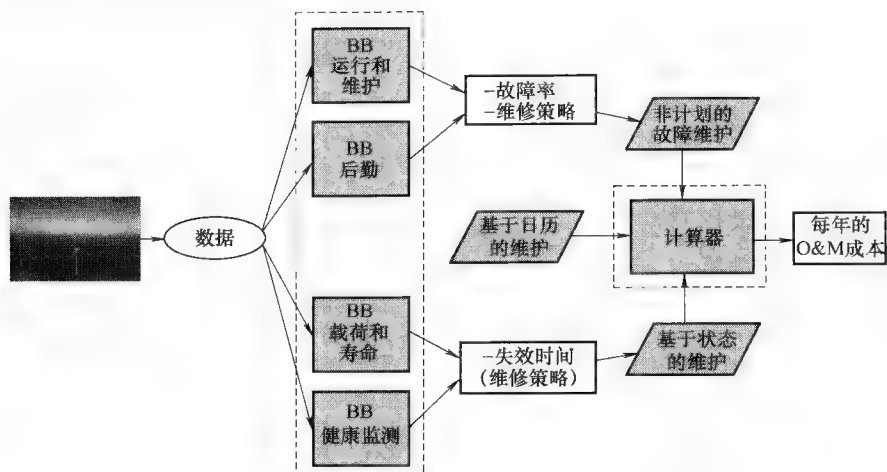 BB
运行和
维护
BB
后勤
-故障率
-维修策略
非计划的
故障维护
数据
基于日历
的维护
计算器
每年的
O&M成本
BB
载荷和
寿命
-失效时间
(维修策略)
基于状态
的维护
BB
健康监测